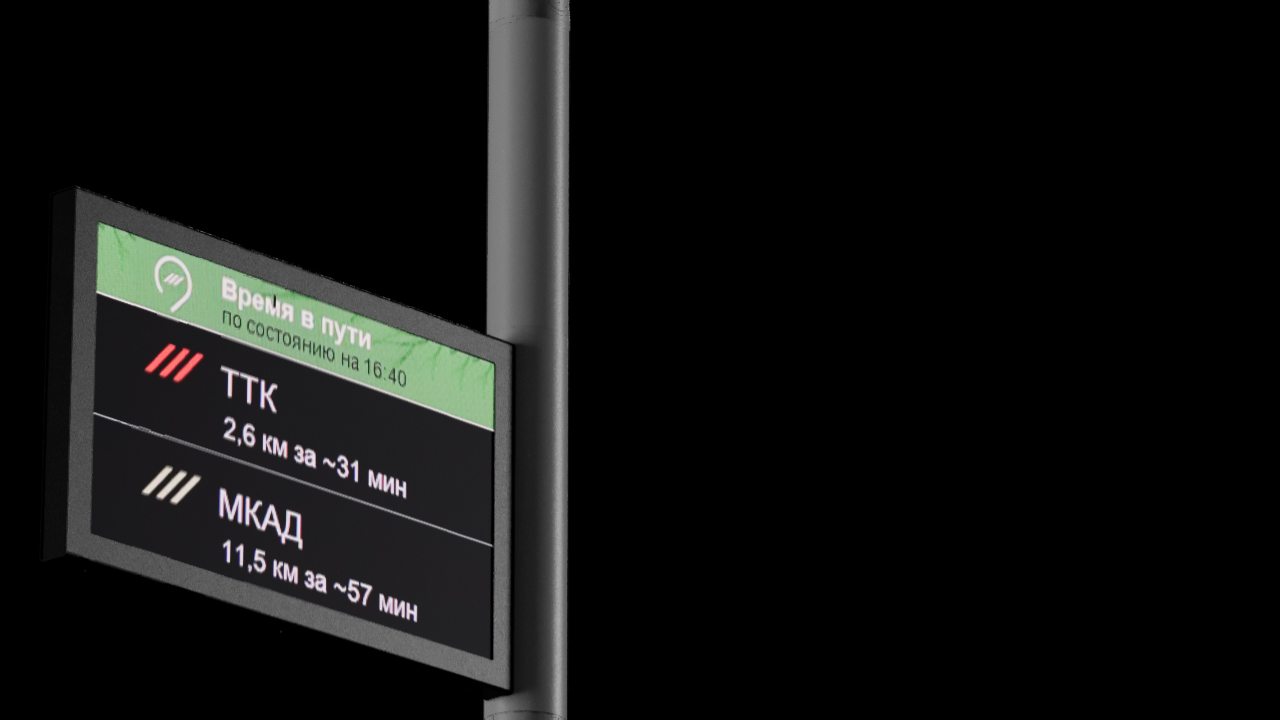 Время в пути
по состоянию на 16:40
ТТК
2,6 км за ~31 мин
МКАД
11,5 км за ~57 мин